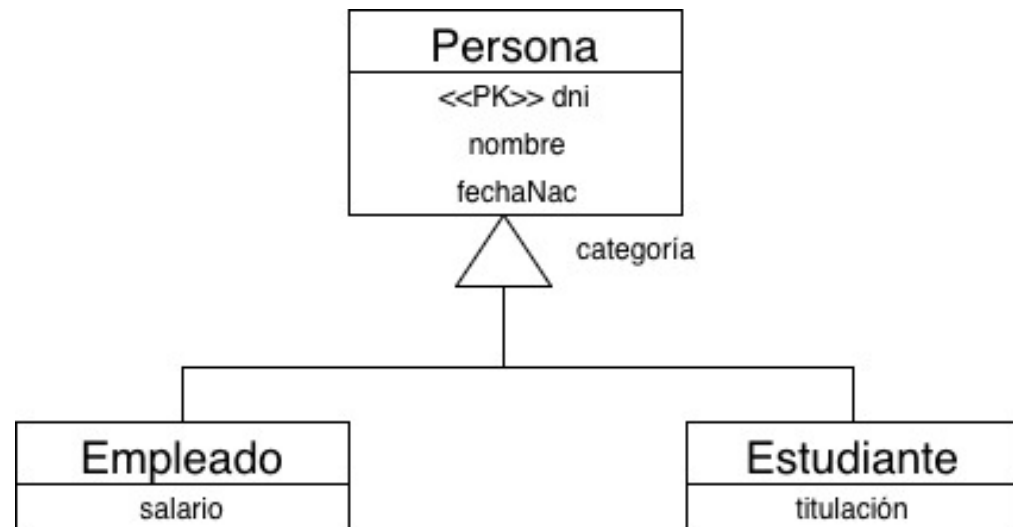 Persona
<<PK>> dni
nombre
fechaNac
categoría
Empleado
salario
Estudiante
titulación